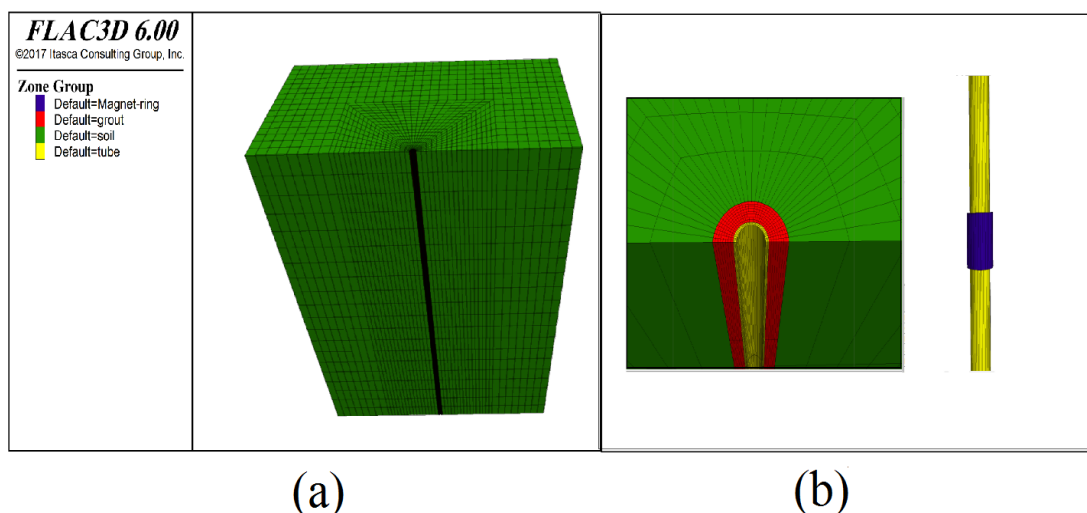 FLAC3D 6.00
©2017 Itasca Consulting Group, Inc.
Zone Group
Default=Magnet-ring
Default=grout
Default=soil
Default=tube
(a)
(b)